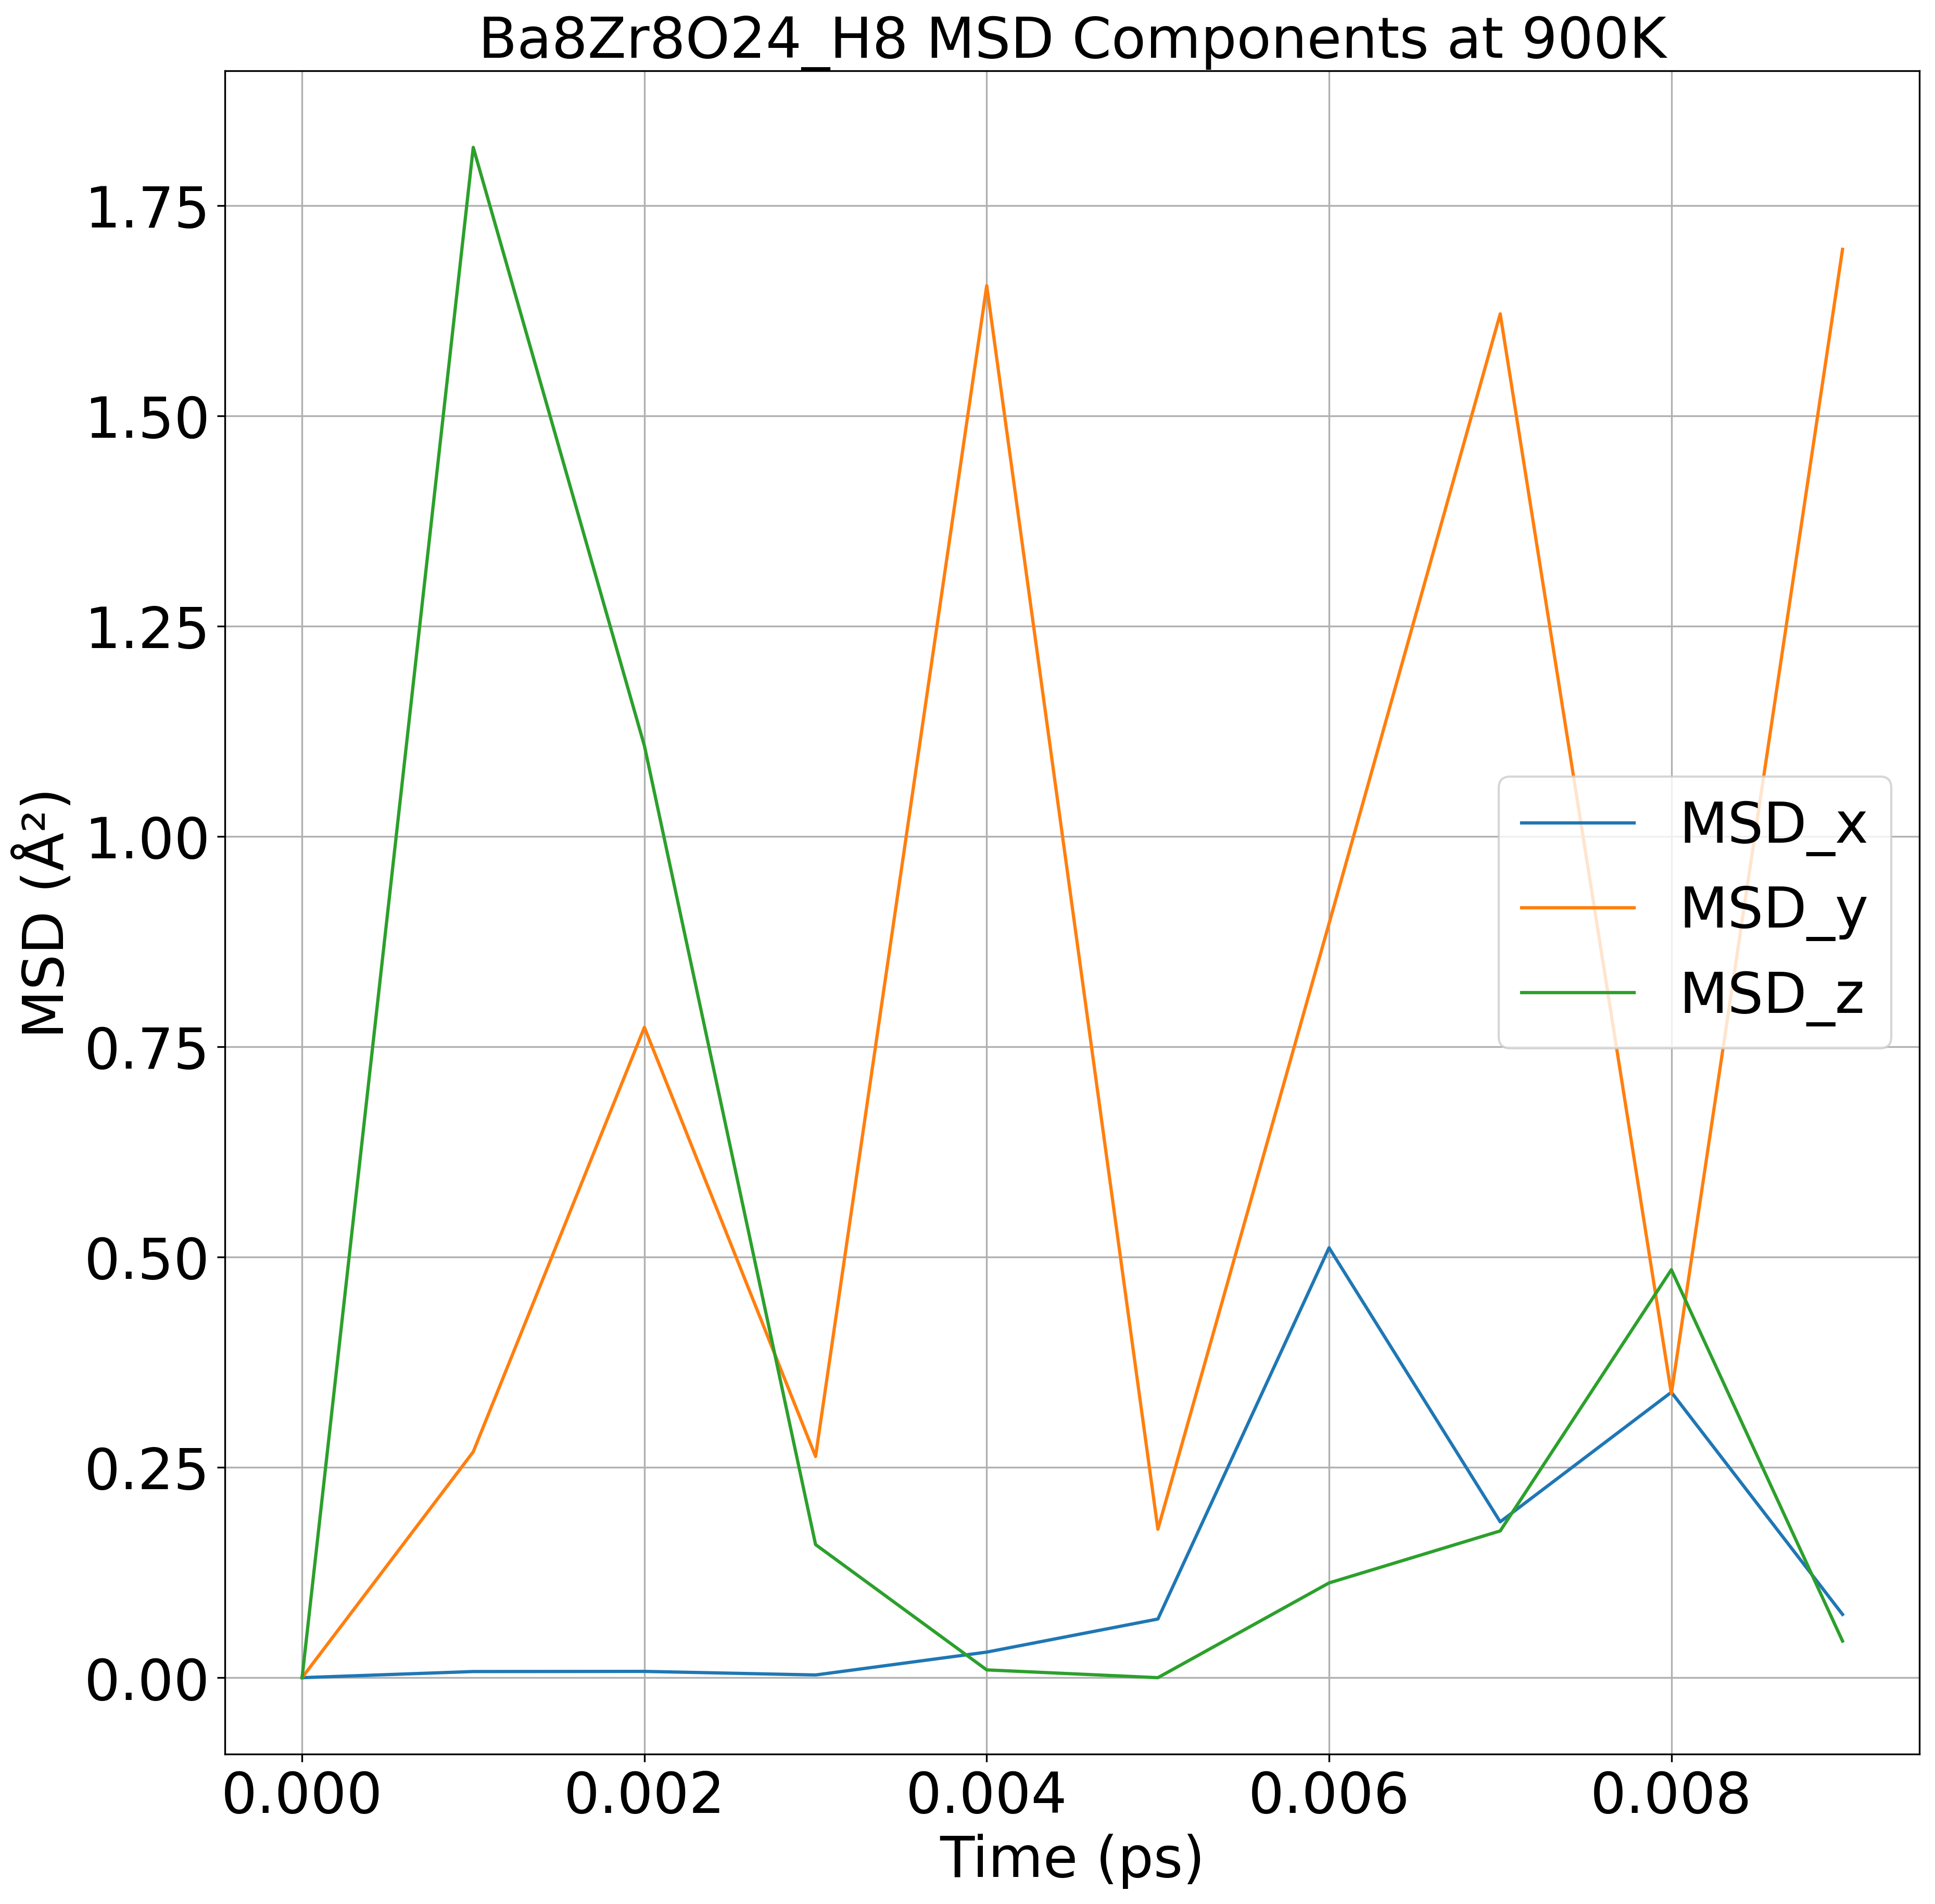 Ba8Zr8O24_H8 MSD Components at 900K
MSD (Å²)
1.75
1.50
1.25
1.00
0.75
0.50
0.25
0.00
MSD_x
MSD_y
MSD_z
0.000 0.002 0.004 0.006 0.008
Time (ps)